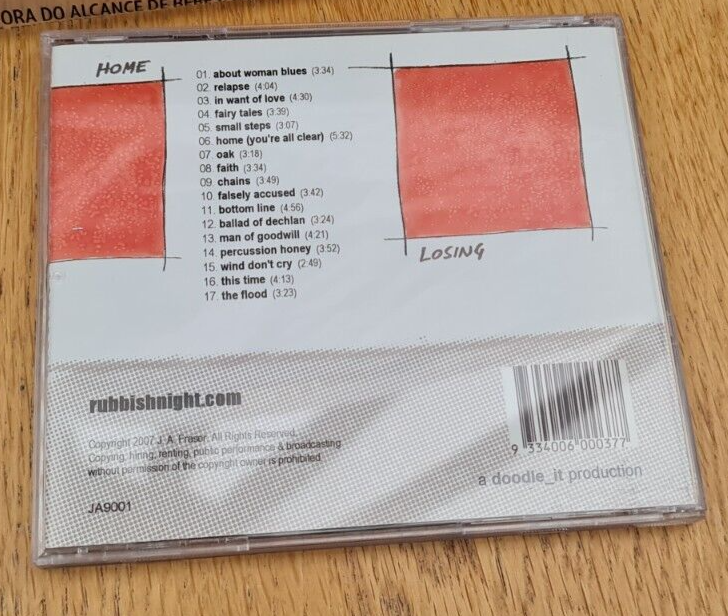 ORA DO ALCANCE DE BEBÉ
HOME
01. about woman blues (3:34)
02. relapse (4:04)
03. in want of love (4:30)
04. fairy tales (3:39)
05. small steps (3:07)
06. home (you're all clear) (5:32)
07. oak (3:18)
08. faith (3:34)
09. chains (3:49)
10. falsely accused (3:42)
11. bottom line (4:56)
12. ballad of dechlan (3:24)
13. man of goodwill (4:21)
14. percussion honey (3:52)
15. wind don't cry (2:49)
16. this time (4:13)
17. the flood (3:23)
LOSING
rubbishnight.com
Copyright 2007 J. A. Fraser. All Rights Reserved.
Copying, hiring, renting, public performance & broadcasting
without permission of the copyright owner is prohibited.
JA9001
9 334006 000377
a doodle_it production